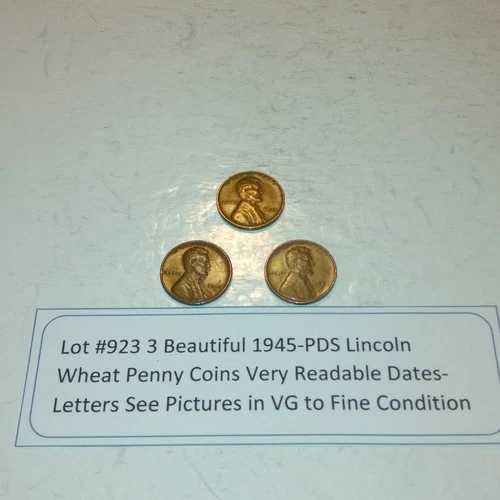 Lot #923 3 Beautiful 1945-PDS Lincoln
Wheat Penny Coins Very Readable Dates-
Letters See Pictures in VG to Fine Condition